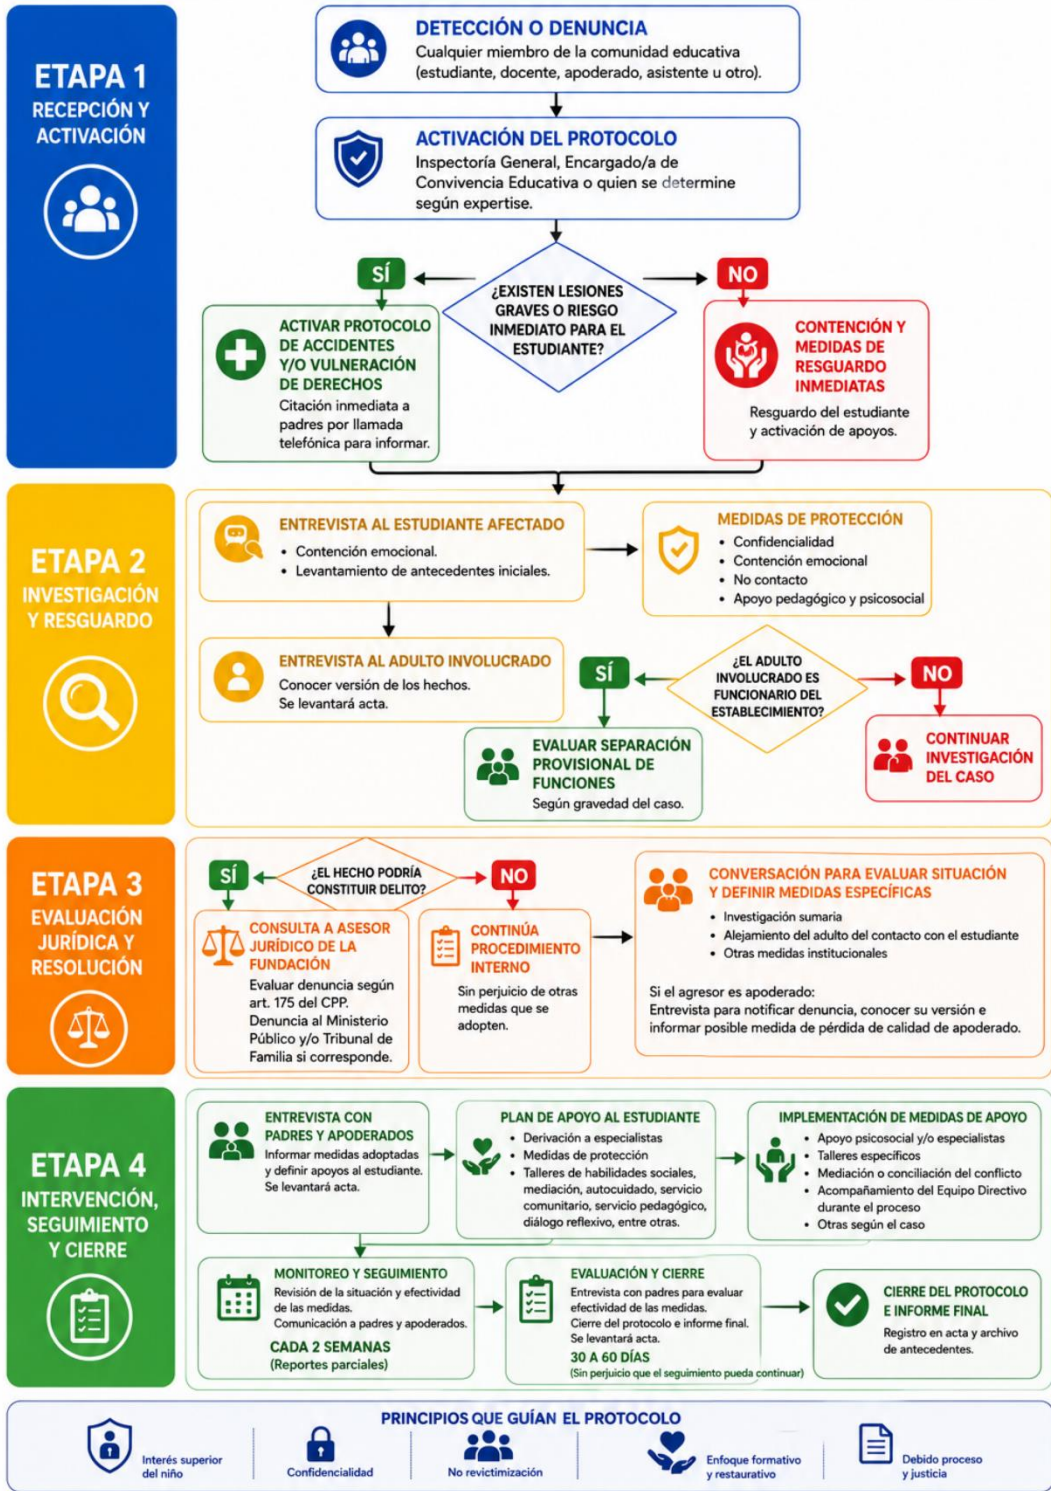 ETAPA 1
RECEPCIÓN Y
ACTIVACIÓN
DETECCIÓN O DENUNCIA
Cualquier miembro de la comunidad educativa
(estudiante, docente, apoderado, asistente u otro).
ACTIVACIÓN DEL PROTOCOLO
Inspectoría General, Encargado/a de
Convivencia Educativa o quien se determine
según expertise.
¿EXISTEN LESIONES
GRAVES O RIESGO
INMEDIATO PARA EL
ESTUDIANTE?
SÍ
ACTIVAR PROTOCOLO
DE ACCIDENTES
Y/O VULNERACIÓN
DE DERECHOS
Citación inmediata a
padres por llamada
telefónica para informar.
NO
CONTENCIÓN Y
MEDIDAS DE
RESGUARDO
INMEDIATAS
Resguardo del estudiante
y activación de apoyos.
ETAPA 2
INVESTIGACIÓN
Y RESGUARDO
ENTREVISTA AL ESTUDIANTE AFECTADO
• Contención emocional.
• Levantamiento de antecedentes iniciales.
MEDIDAS DE PROTECCIÓN
• Confidencialidad
• Contención emocional
• No contacto
• Apoyo pedagógico y psicosocial
ENTREVISTA AL ADULTO INVOLUCRADO
Conocer versión de los hechos.
Se levantará acta.
¿EL ADULTO
INVOLUCRADO ES
FUNCIONARIO DEL
ESTABLECIMIENTO?
SÍ
EVALUAR SEPARACIÓN
PROVISIONAL DE
FUNCIONES
Según gravedad del caso.
NO
CONTINUAR
INVESTIGACIÓN
DEL CASO
ETAPA 3
EVALUACIÓN
JURÍDICA Y
RESOLUCIÓN
¿EL HECHO PODRÍA
CONSTITUIR DELITO?
SÍ
CONSULTA A ASESOR
JURÍDICO DE LA
FUNDACIÓN
Evaluar denuncia según
art. 175 del CPP.
Denuncia al Ministerio
Público y/o Tribunal de
Familia si corresponde.
NO
CONTINÚA
PROCEDIMIENTO
INTERNO
Sin perjuicio de otras
medidas que se
adopten.
CONVERSACIÓN PARA EVALUAR SITUACIÓN
Y DEFINIR MEDIDAS ESPECÍFICAS
• Investigación sumaria
• Alejamiento del adulto del contacto con el estudiante
• Otras medidas institucionales
Si el agresor es apoderado:
Entrevista para notificar denuncia, conocer su versión e
informar posible medida de pérdida de calidad de apoderado.
ETAPA 4
INTERVENCIÓN,
SEGUIMIENTO
Y CIERRE
ENTREVISTA CON
PADRES Y APODERADOS
Informar medidas adoptadas
y definir apoyos al estudiante.
Se levantará acta.
PLAN DE APOYO AL ESTUDIANTE
• Derivación a especialistas
• Medidas de protección
• Talleres de habilidades sociales,
mediación, autocuidado, servicio
comunitario, servicio pedagógico,
diálogo reflexivo, entre otras.
IMPLEMENTACIÓN DE MEDIDAS DE APOYO
• Apoyo psicosocial y/o especialistas
• Talleres específicos
• Mediación o conciliación del conflicto
• Acompañamiento del Equipo Directivo
durante el proceso
• Otras según el caso
MONITOREO Y SEGUIMIENTO
Revisión de la situación y efectividad
de las medidas.
Comunicación a padres y apoderados.
CADA 2 SEMANAS
(Reportes parciales)
EVALUACIÓN Y CIERRE
Entrevista con padres para evaluar
efectividad de las medidas.
Cierre del protocolo e informe final.
Se levantará acta.
30 A 60 DÍAS
(Sin perjuicio que el seguimiento pueda continuar)
CIERRE DEL PROTOCOLO
E INFORME FINAL
Registro en acta y archivo
de antecedentes.
PRINCIPIOS QUE GUÍAN EL PROTOCOLO
Interés superior
del niño
Confidencialidad
No revictimización
Enfoque formativo
y restaurativo
Debido proceso
y justicia